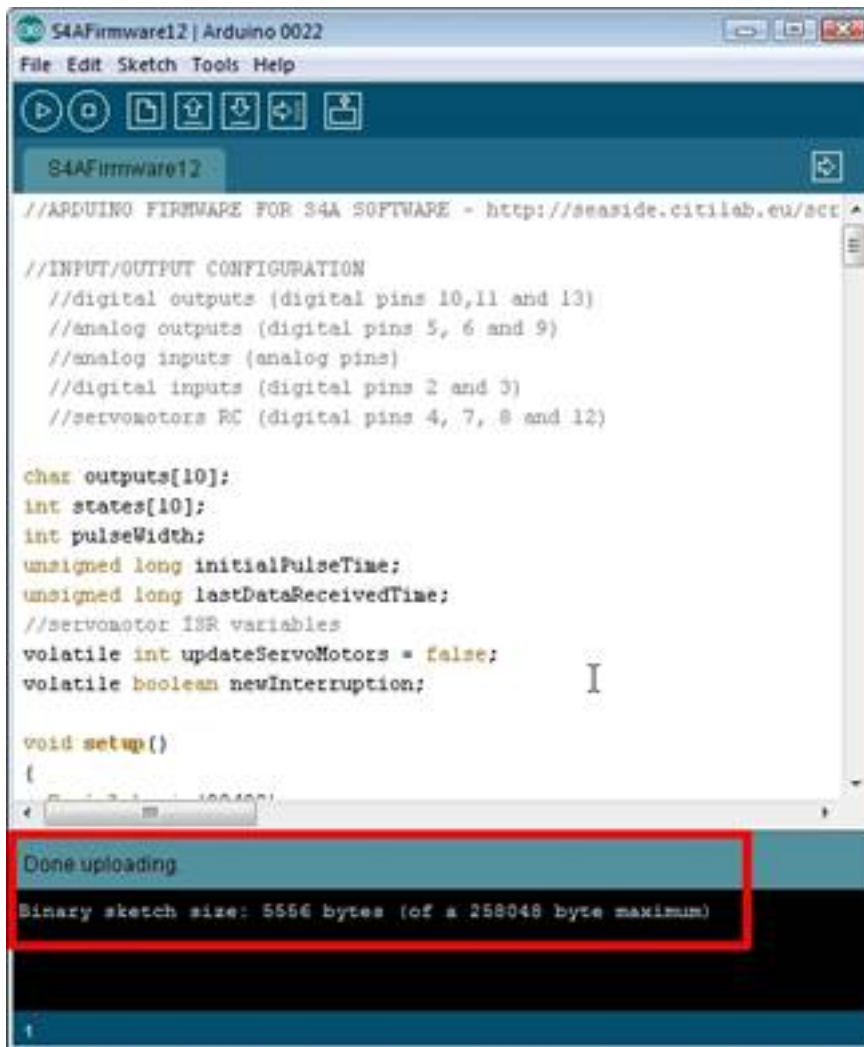 S4AFirmware12 | Arduino 0022
File Edit Sketch Tools Help
S4AFirmware12
//ARDUINO FIRMWARE FOR S4A SOFTWARE - http://seaside.citilab.eu/scr
//INPUT/OUTPUT CONFIGURATION
//digital outputs (digital pins 10,11 and 13)
//analog outputs (digital pins 5, 6 and 9)
//analog inputs (analog pins)
//digital inputs (digital pins 2 and 3)
//servomotors RC (digital pins 4, 7, 8 and 12)
char outputs[10];
int states[10];
int pulseWidth;
unsigned long initialPulseTime;
unsigned long lastDataReceivedTime;
//servomotor ISR variables
volatile int updateServoMotors = false;
volatile boolean newInterruption;
void setup()
{
Done uploading.
Binary sketch size: 5556 bytes (of a 258048 byte maximum)
1